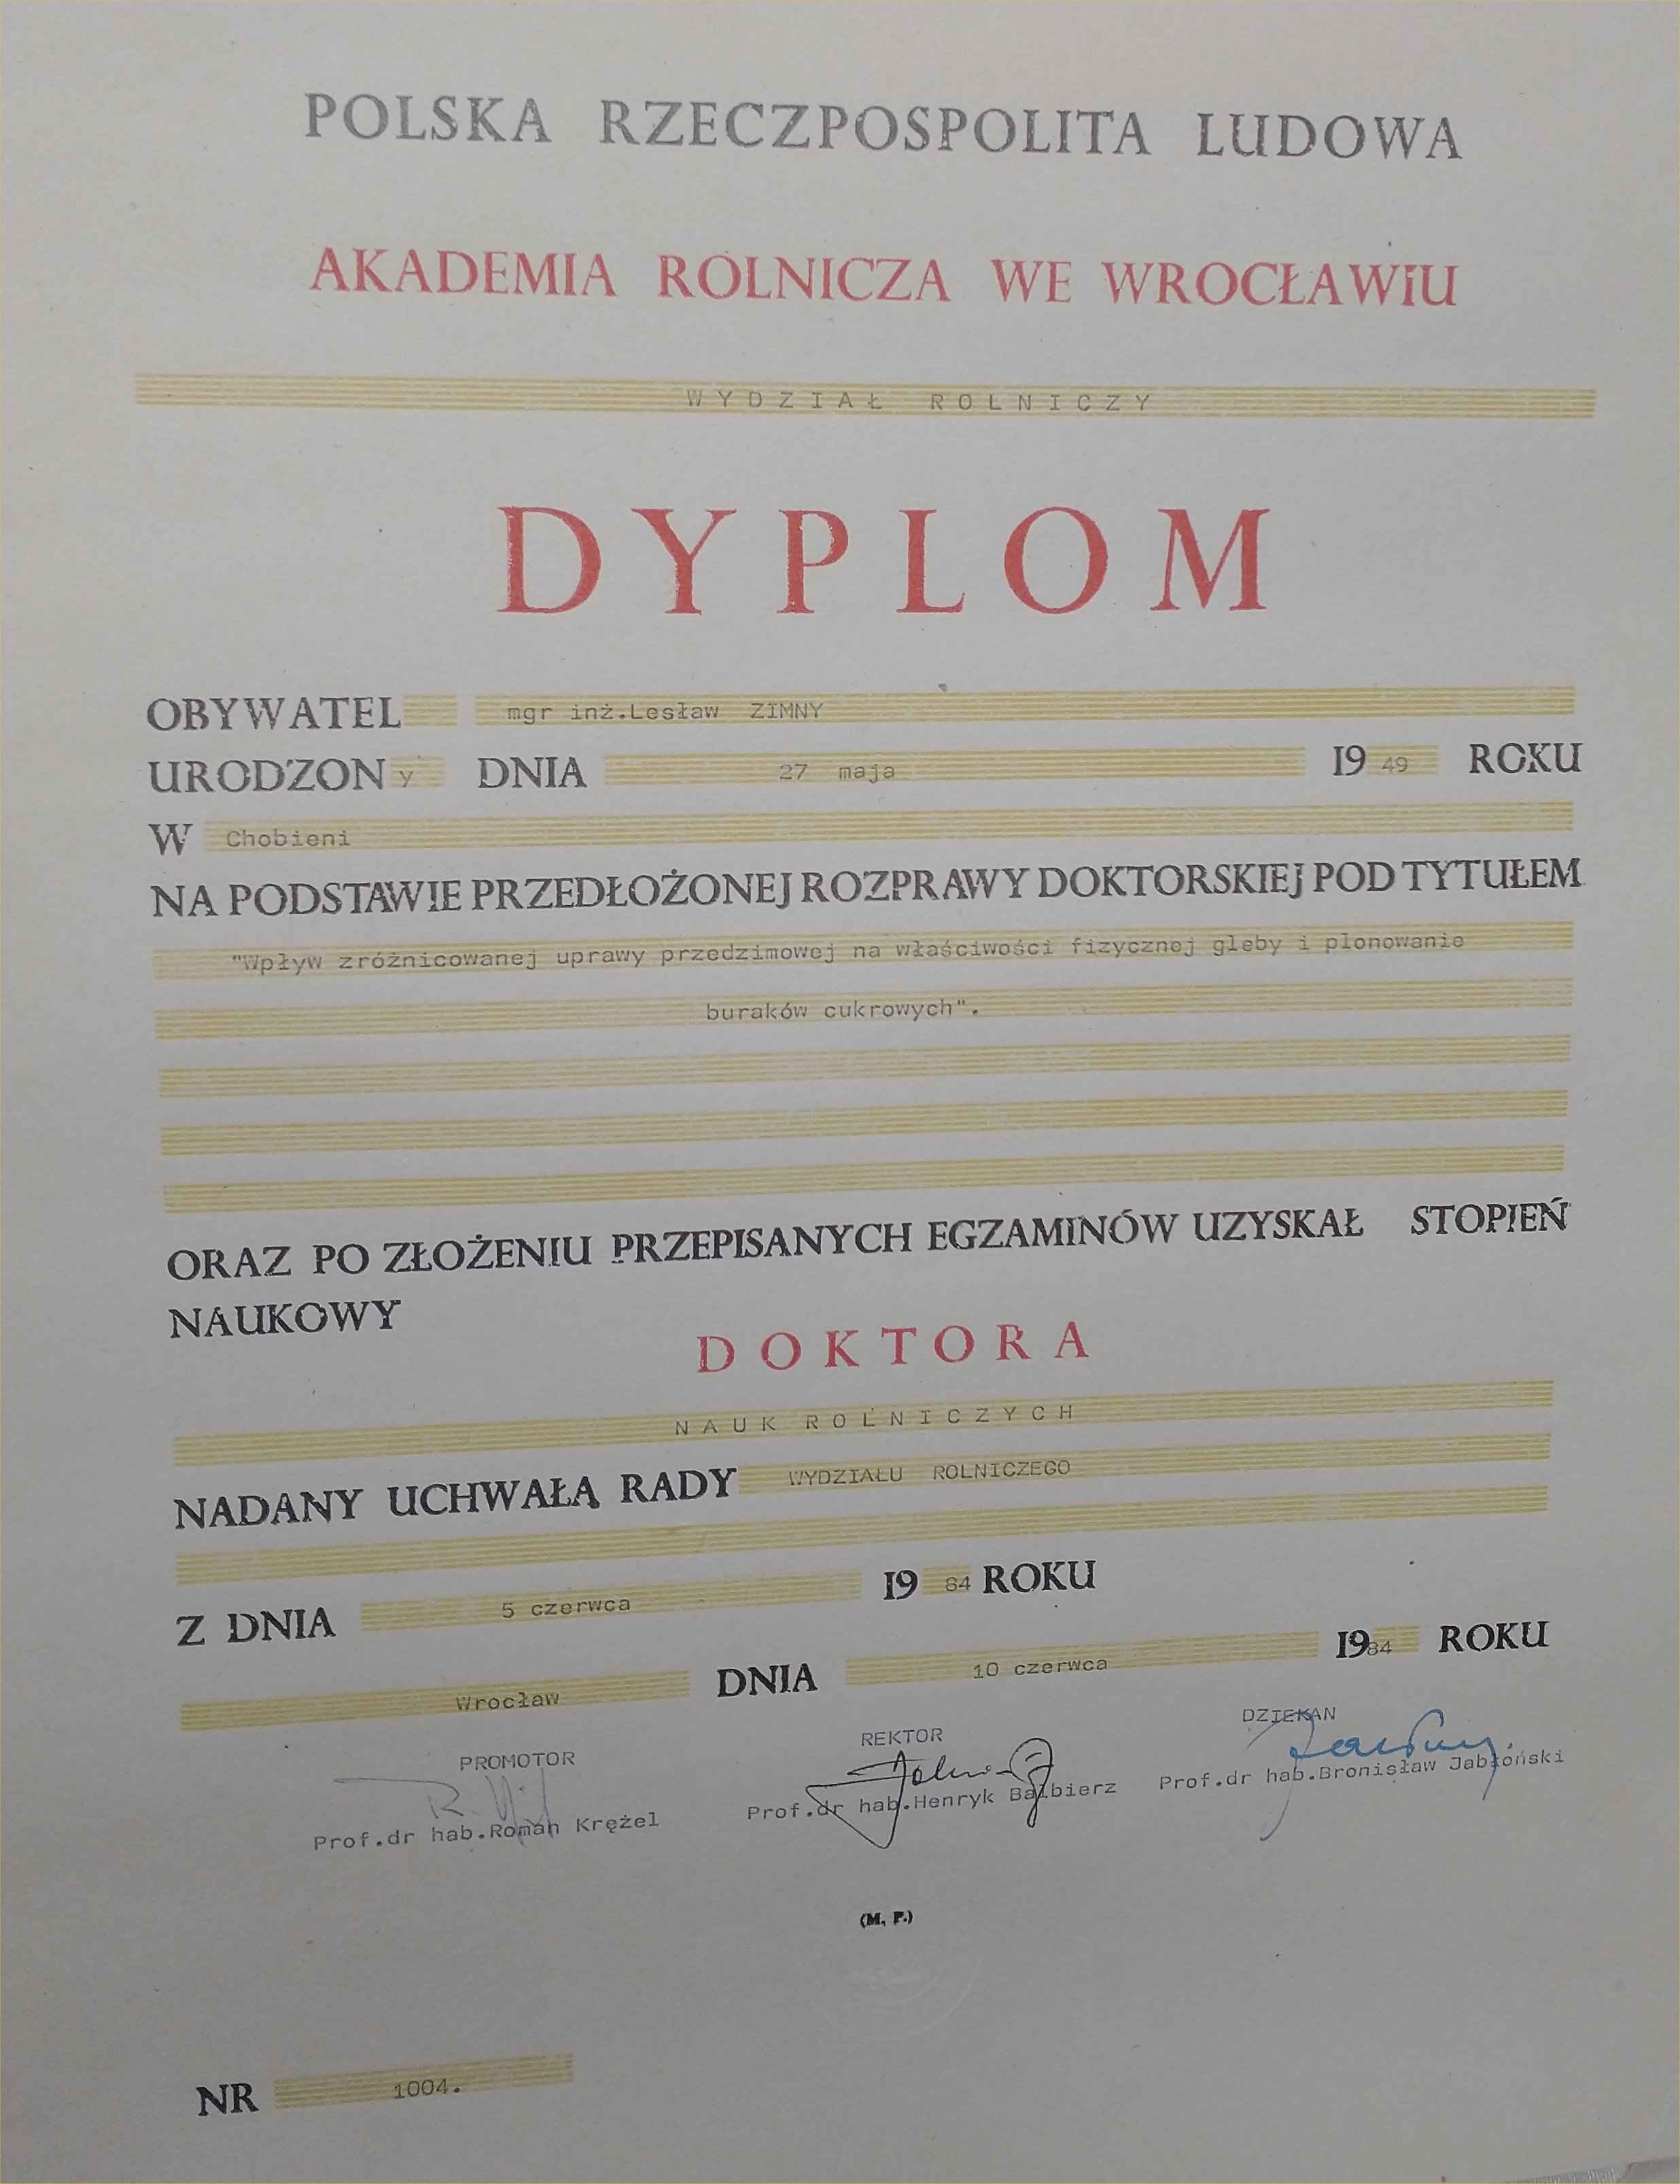 POLSKA RZECZPOSPOLITA LUDOWA
AKADEMIA ROLNICZA WE WROCŁAWIU
WYDZIAŁ ROLNICZY
DYPLOM
OBYWATEL mgr inż.Lesław ZIMNY
URODZONy DNIA 27 maja 1949 ROKU
W Chobieni
NA PODSTAWIE PRZEDŁOŻONEJ ROZPRAWY DOKTORSKIEJ POD TYTUŁEM
"Wpływ zróżnicowanej uprawy przedzimowej na właściwości fizycznej gleby i plonowanie
buraków cukrowych".
ORAZ PO ZŁOŻENIU PRZEPISANYCH EGZAMINÓW UZYSKAŁ STOPIEŃ
NAUKOWY
DOKTORA
NAUK ROLNICZYCH
NADANY UCHWAŁĄ RADY WYDZIAŁU ROLNICZEGO
Z DNIA 5 czerwca 1984 ROKU
Wrocław DNIA 10 czerwca 1984 ROKU
PROMOTOR REKTOR DZIEKAN
Prof.dr hab.Roman Krężel Prof.dr hab.Henryk Balbierz Prof.dr hab.Bronisław Jabłoński
(M. P.)
NR 1004.